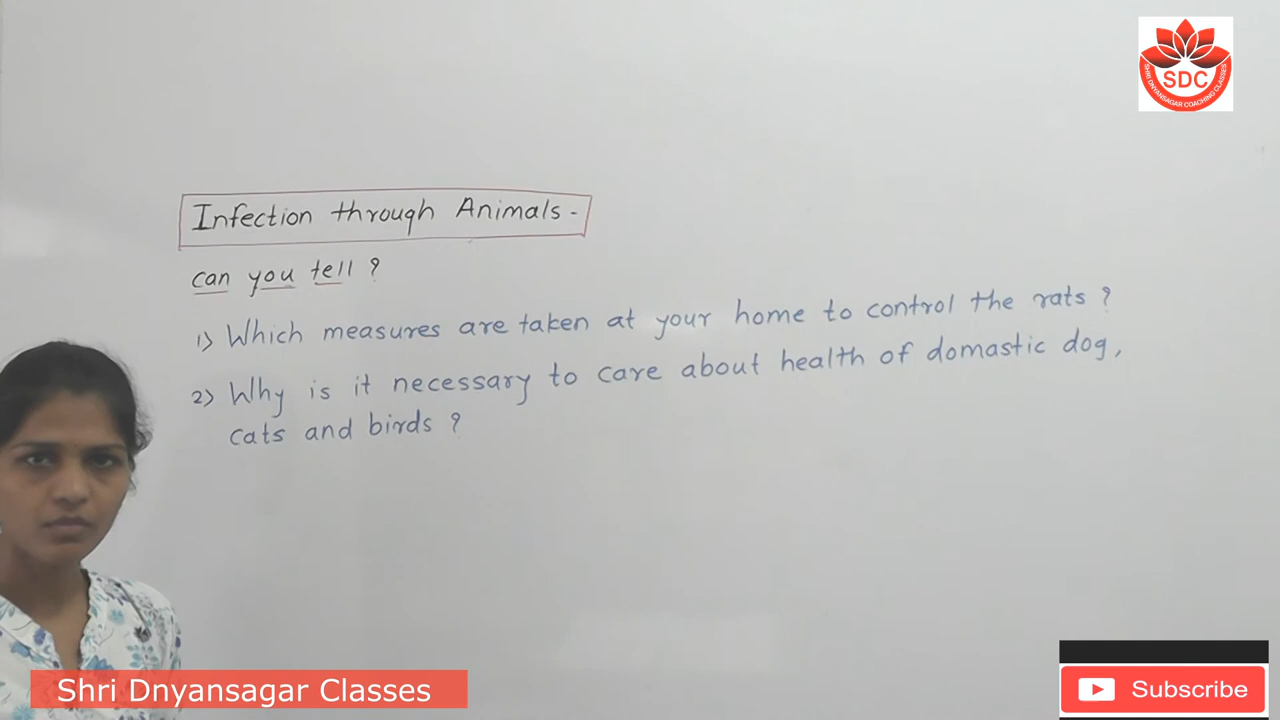 SDC
SHRI DNYANSAGAR COACHING CLASSES
Infection through Animals -
can you tell ?
1) Which measures are taken at your home to control the rats ?
2) Why is it necessary to care about health of domastic dog,
cats and birds ?
Shri Dnyansagar Classes
Subscribe